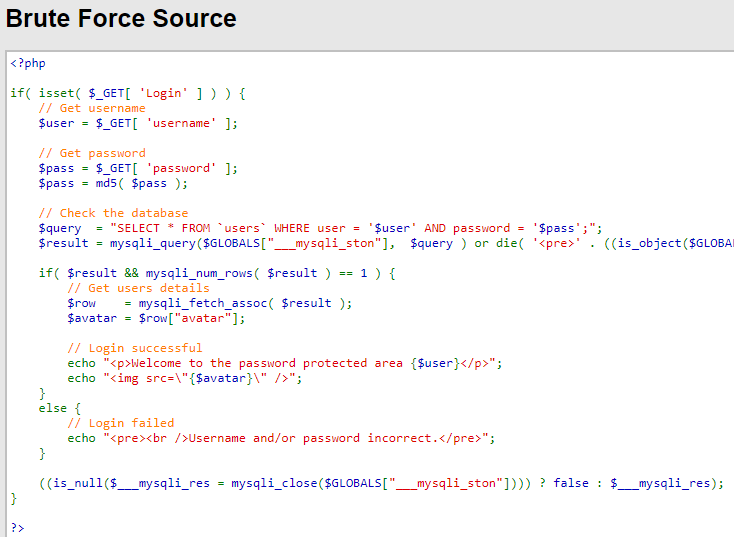 Brute Force Source
<?php
if( isset( $_GET[ 'Login' ] ) ) {
    // Get username
    $user = $_GET[ 'username' ];
    // Get password
    $pass = $_GET[ 'password' ];
    $pass = md5( $pass );
    // Check the database
    $query  = "SELECT * FROM `users` WHERE user = '$user' AND password = '$pass';";
    $result = mysqli_query($GLOBALS["___mysqli_ston"],  $query ) or die( '<pre>' . ((is_object($GLOBA
    if( $result && mysqli_num_rows( $result ) == 1 ) {
        // Get users details
        $row    = mysqli_fetch_assoc( $result );
        $avatar = $row["avatar"];
        // Login successful
        echo "<p>Welcome to the password protected area {$user}</p>";
        echo "<img src=\"{$avatar}\" />";
    }
    else {
        // Login failed
        echo "<pre><br />Username and/or password incorrect.</pre>";
    }
    ((is_null($___mysqli_res = mysqli_close($GLOBALS["___mysqli_ston"]))) ? false : $___mysqli_res);
}
?>